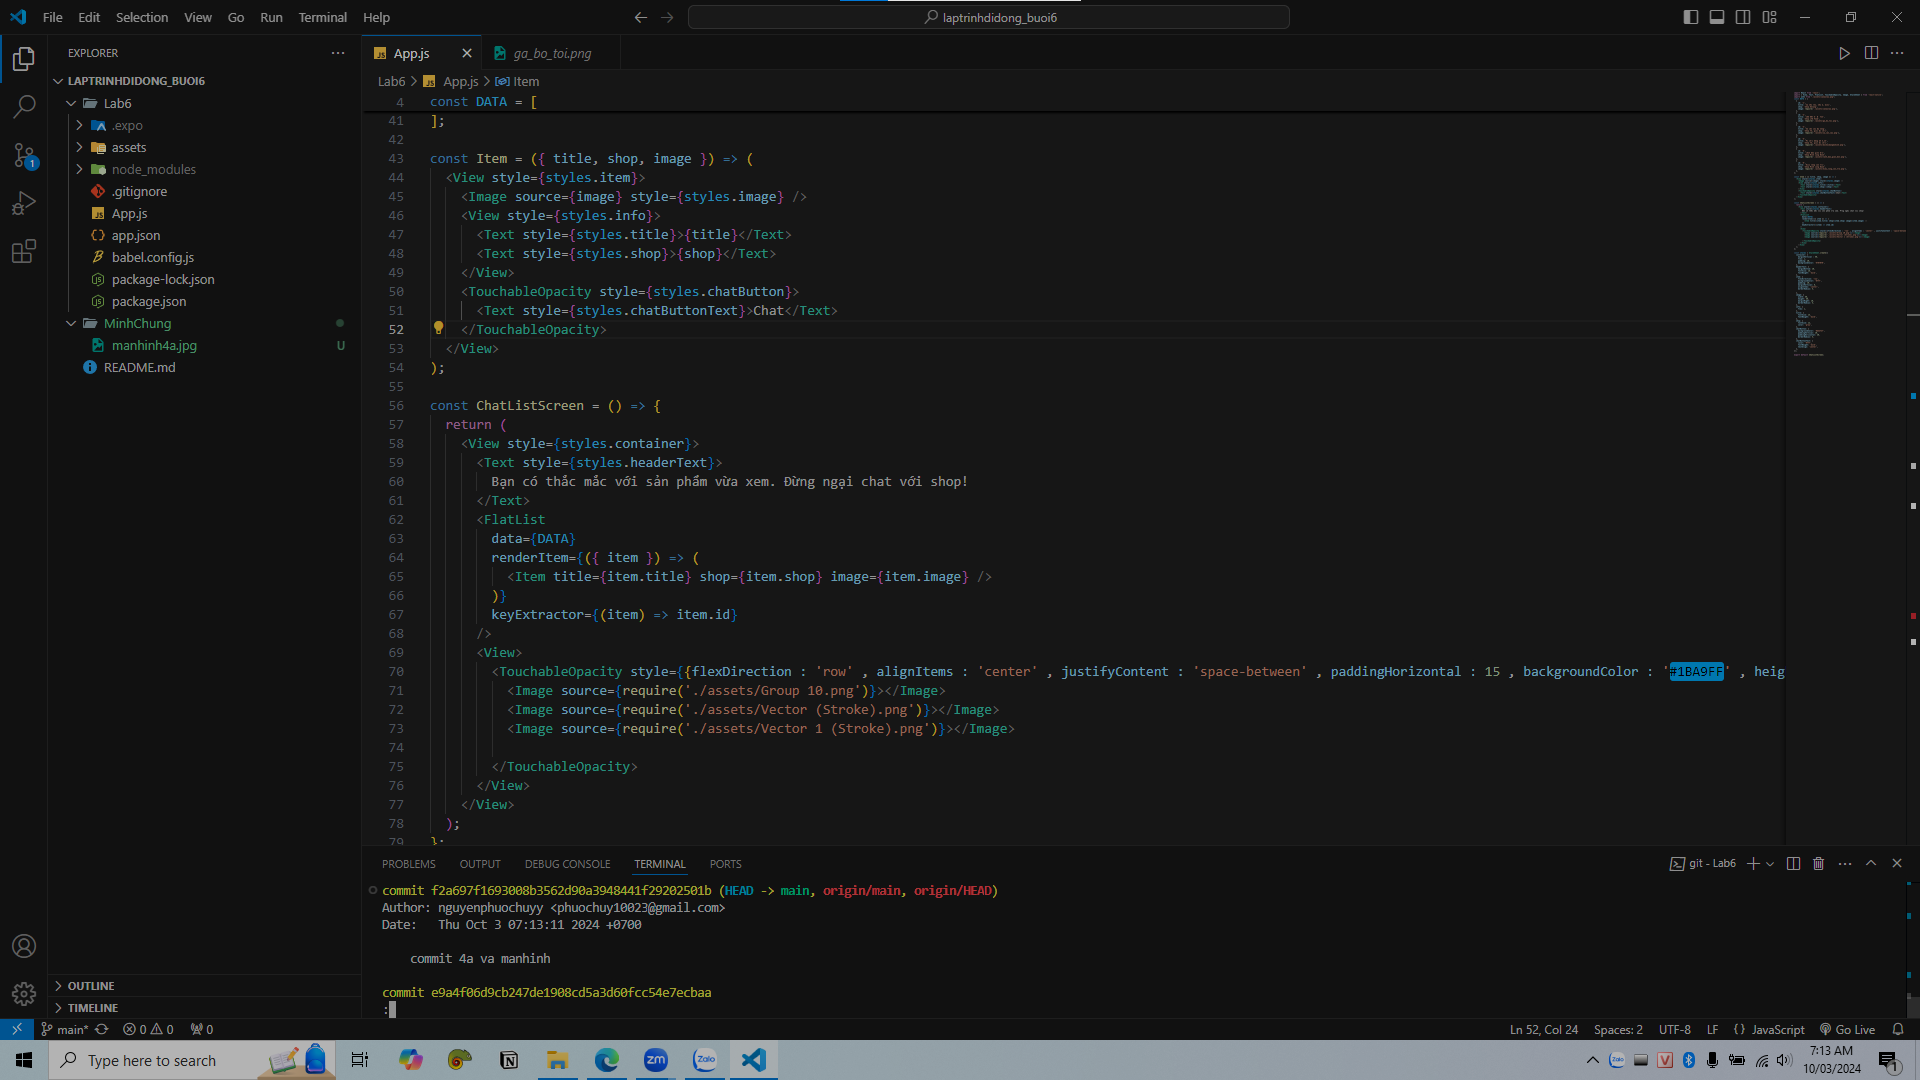 File Edit Selection View Go Run Terminal Help
laptrinhdidong_buoi6
EXPLORER
LAPTRINHDIDONG_BUOI6
Lab6
.expo
assets
node_modules
.gitignore
App.js
app.json
babel.config.js
package-lock.json
package.json
MinhChung
manhinh4a.jpg U
README.md
OUTLINE
TIMELINE
App.js
ga_bo_toi.png
Lab6 > App.js > Item
4 const DATA = [
41 ];
42
43 const Item = ({ title, shop, image }) => (
44 <View style={styles.item}>
45 <Image source={image} style={styles.image} />
46 <View style={styles.info}>
47 <Text style={styles.title}>{title}</Text>
48 <Text style={styles.shop}>{shop}</Text>
49 </View>
50 <TouchableOpacity style={styles.chatButton}>
51 <Text style={styles.chatButtonText}>Chat</Text>
52 </TouchableOpacity>
53 </View>
54 );
55
56 const ChatListScreen = () => {
57 return (
58 <View style={styles.container}>
59 <Text style={styles.headerText}>
60 Bạn có thắc mắc với sản phẩm vừa xem. Đừng ngại chat với shop!
61 </Text>
62 <FlatList
63 data={DATA}
64 renderItem={({ item }) => (
65 <Item title={item.title} shop={item.shop} image={item.image} />
66 )}
67 keyExtractor={(item) => item.id}
68 />
69 <View>
70 <TouchableOpacity style={{flexDirection : 'row' , alignItems : 'center' , justifyContent : 'space-between' , paddingHorizontal : 15 , backgroundColor : '#1BA9FF' , heig
71 <Image source={require('./assets/Group 10.png')}></Image>
72 <Image source={require('./assets/Vector (Stroke).png')}></Image>
73 <Image source={require('./assets/Vector 1 (Stroke).png')}></Image>
74
75 </TouchableOpacity>
76 </View>
77 </View>
78 );
79 };
PROBLEMS OUTPUT DEBUG CONSOLE TERMINAL PORTS
git - Lab6
commit f2a697f1693008b3562d90a3948441f29202501b (HEAD -> main, origin/main, origin/HEAD)
Author: nguyenphuochuyy <phuochuy10023@gmail.com>
Date: Thu Oct 3 07:13:11 2024 +0700
commit 4a va manhinh
commit e9a4f06d9cb247de1908cd5a3d60fcc54e7ecbaa
:
main* 0 0 0
Ln 52, Col 24 Spaces: 2 UTF-8 LF {} JavaScript Go Live
Type here to search
zm
Zalo
7:13 AM
10/03/2024
1